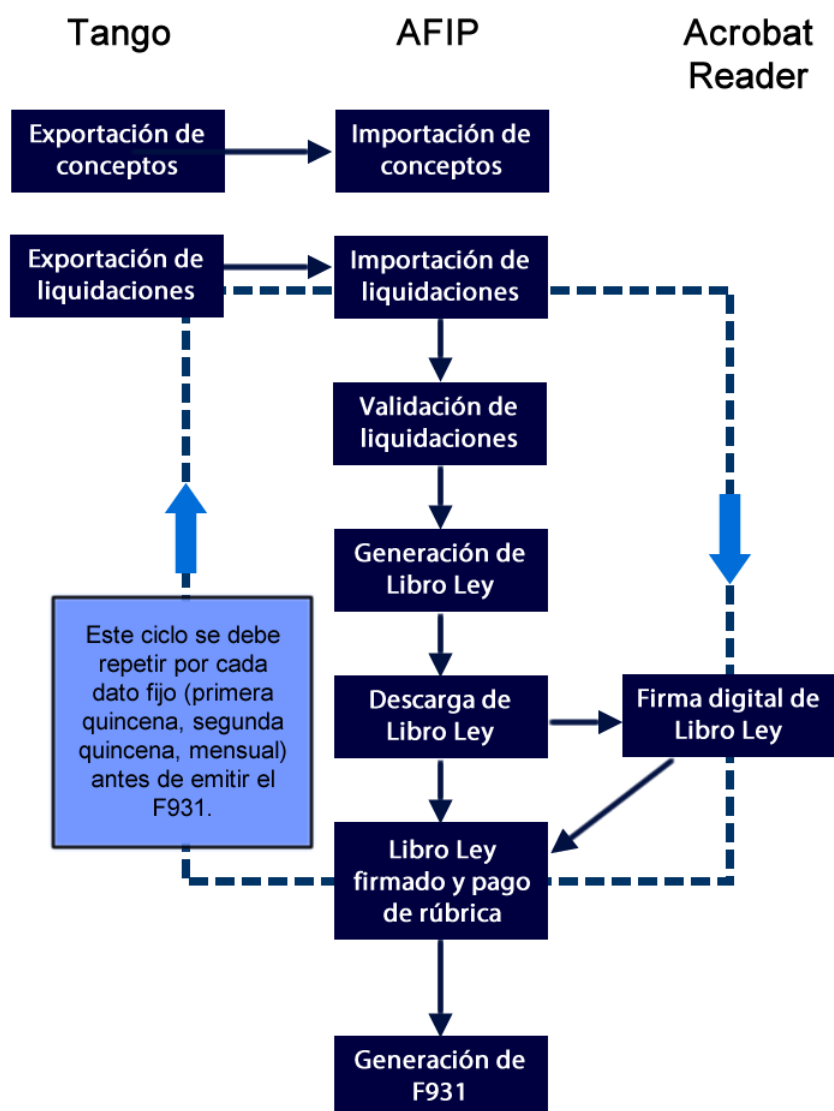 Tango
AFIP
Acrobat
Reader
Exportación de
conceptos
Importación de
conceptos
Exportación de
liquidaciones
Importación de
liquidaciones
Validación de
liquidaciones
Generación de
Libro Ley
Este ciclo se debe
repetir por cada
dato fijo (primera
quincena, segunda
quincena, mensual)
antes de emitir el
F931.
Descarga de
Libro Ley
Firma digital de
Libro Ley
Libro Ley
firmado y pago
de rúbrica
Generación de
F931